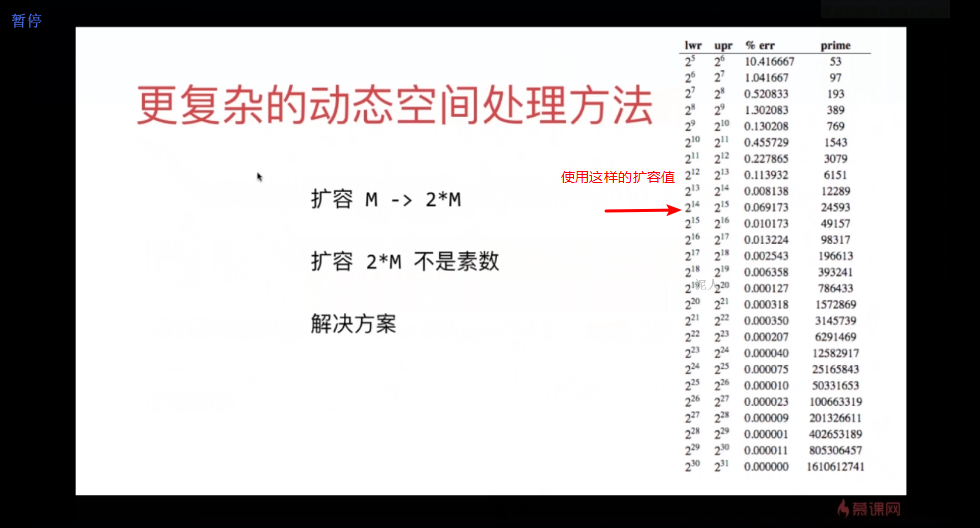 暂停
更复杂的动态空间处理方法
扩容 M -> 2*M
扩容 2*M 不是素数
解决方案
使用这样的扩容值
lwr upr % err prime
2^5 2^6 10.416667 53
2^6 2^7 1.041667 97
2^7 2^8 0.520833 193
2^8 2^9 1.302083 389
2^9 2^10 0.130208 769
2^10 2^11 0.455729 1543
2^11 2^12 0.227865 3079
2^12 2^13 0.113932 6151
2^13 2^14 0.008138 12289
2^14 2^15 0.069173 24593
2^15 2^16 0.010173 49157
2^16 2^17 0.013224 98317
2^17 2^18 0.002543 196613
2^18 2^19 0.006358 393241
2^19 2^20 0.000127 786433
2^20 2^21 0.000318 1572869
2^21 2^22 0.000350 3145739
2^22 2^23 0.000207 6291469
2^23 2^24 0.000040 12582917
2^24 2^25 0.000075 25165843
2^25 2^26 0.000010 50331653
2^26 2^27 0.000023 100663319
2^27 2^28 0.000009 201326611
2^28 2^29 0.000001 402653189
2^29 2^30 0.000011 805306457
2^30 2^31 0.000000 1610612741
慕课网